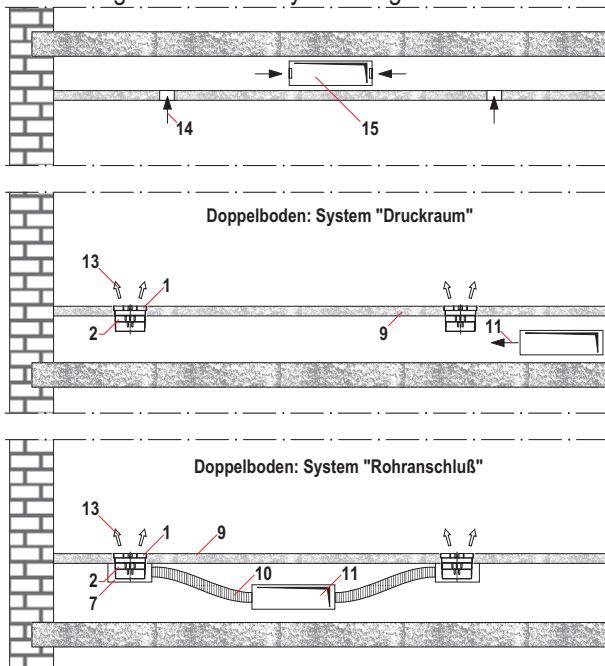 14 15
Doppelboden: System "Druckraum"
13
1
2 9 11
Doppelboden: System "Rohranschluß"
13
1 9
2 10 11
7